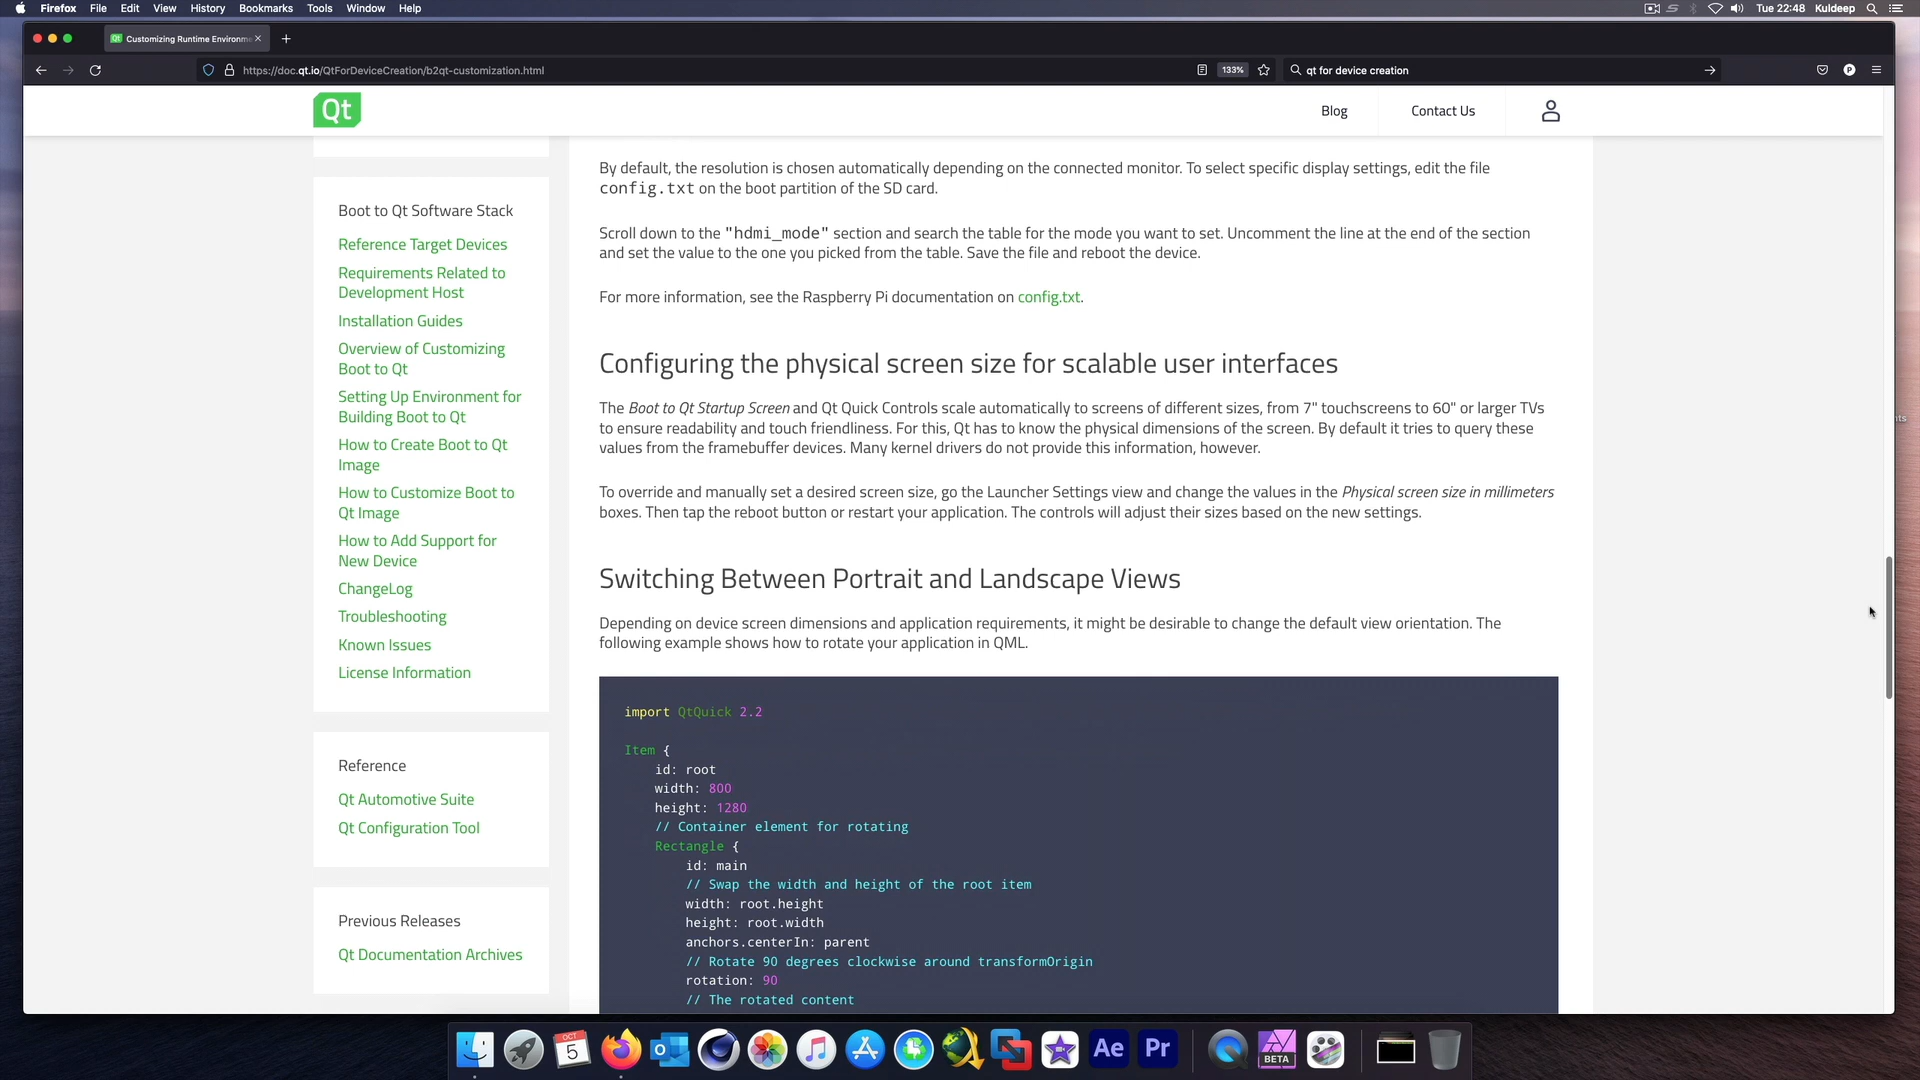 Firefox File Edit View History Bookmarks Tools Window Help
Tue 22:48 Kuldeep
Qt Customizing Runtime Environme
https://doc.qt.io/QtForDeviceCreation/b2qt-customization.html
133%
qt for device creation
P
Qt
Blog
Contact Us
Boot to Qt Software Stack
Reference Target Devices
Requirements Related to
Development Host
Installation Guides
Overview of Customizing
Boot to Qt
Setting Up Environment for
Building Boot to Qt
How to Create Boot to Qt
Image
How to Customize Boot to
Qt Image
How to Add Support for
New Device
ChangeLog
Troubleshooting
Known Issues
License Information
Reference
Qt Automotive Suite
Qt Configuration Tool
Previous Releases
Qt Documentation Archives
By default, the resolution is chosen automatically depending on the connected monitor. To select specific display settings, edit the file
config.txt on the boot partition of the SD card.
Scroll down to the "hdmi_mode" section and search the table for the mode you want to set. Uncomment the line at the end of the section
and set the value to the one you picked from the table. Save the file and reboot the device.
For more information, see the Raspberry Pi documentation on config.txt.
Configuring the physical screen size for scalable user interfaces
The Boot to Qt Startup Screen and Qt Quick Controls scale automatically to screens of different sizes, from 7" touchscreens to 60" or larger TVs
to ensure readability and touch friendliness. For this, Qt has to know the physical dimensions of the screen. By default it tries to query these
values from the framebuffer devices. Many kernel drivers do not provide this information, however.
To override and manually set a desired screen size, go the Launcher Settings view and change the values in the Physical screen size in millimeters
boxes. Then tap the reboot button or restart your application. The controls will adjust their sizes based on the new settings.
Switching Between Portrait and Landscape Views
Depending on device screen dimensions and application requirements, it might be desirable to change the default view orientation. The
following example shows how to rotate your application in QML.
import QtQuick 2.2
Item {
id: root
width: 800
height: 1280
// Container element for rotating
Rectangle {
id: main
// Swap the width and height of the root item
width: root.height
height: root.width
anchors.centerIn: parent
// Rotate 90 degrees clockwise around transformOrigin
rotation: 90
// The rotated content
OCT
5
Ae
Pr
BETA